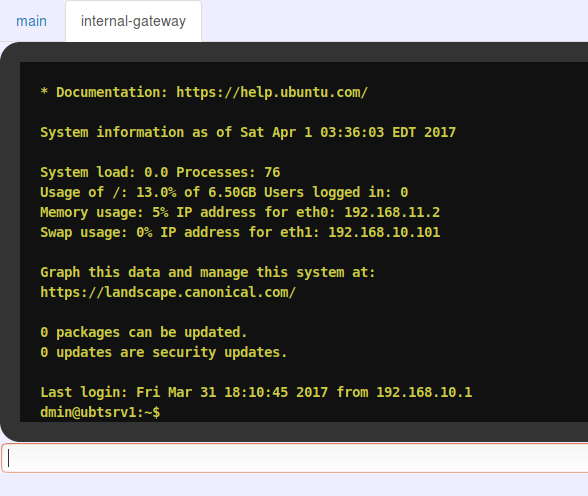 main
internal-gateway
* Documentation: https://help.ubuntu.com/
System information as of Sat Apr 1 03:36:03 EDT 2017
System load: 0.0 Processes: 76
Usage of /: 13.0% of 6.50GB Users logged in: 0
Memory usage: 5% IP address for eth0: 192.168.11.2
Swap usage: 0% IP address for eth1: 192.168.10.101
Graph this data and manage this system at:
https://landscape.canonical.com/
0 packages can be updated.
0 updates are security updates.
Last login: Fri Mar 31 18:10:45 2017 from 192.168.10.1
dmin@ubtsrv1:~$